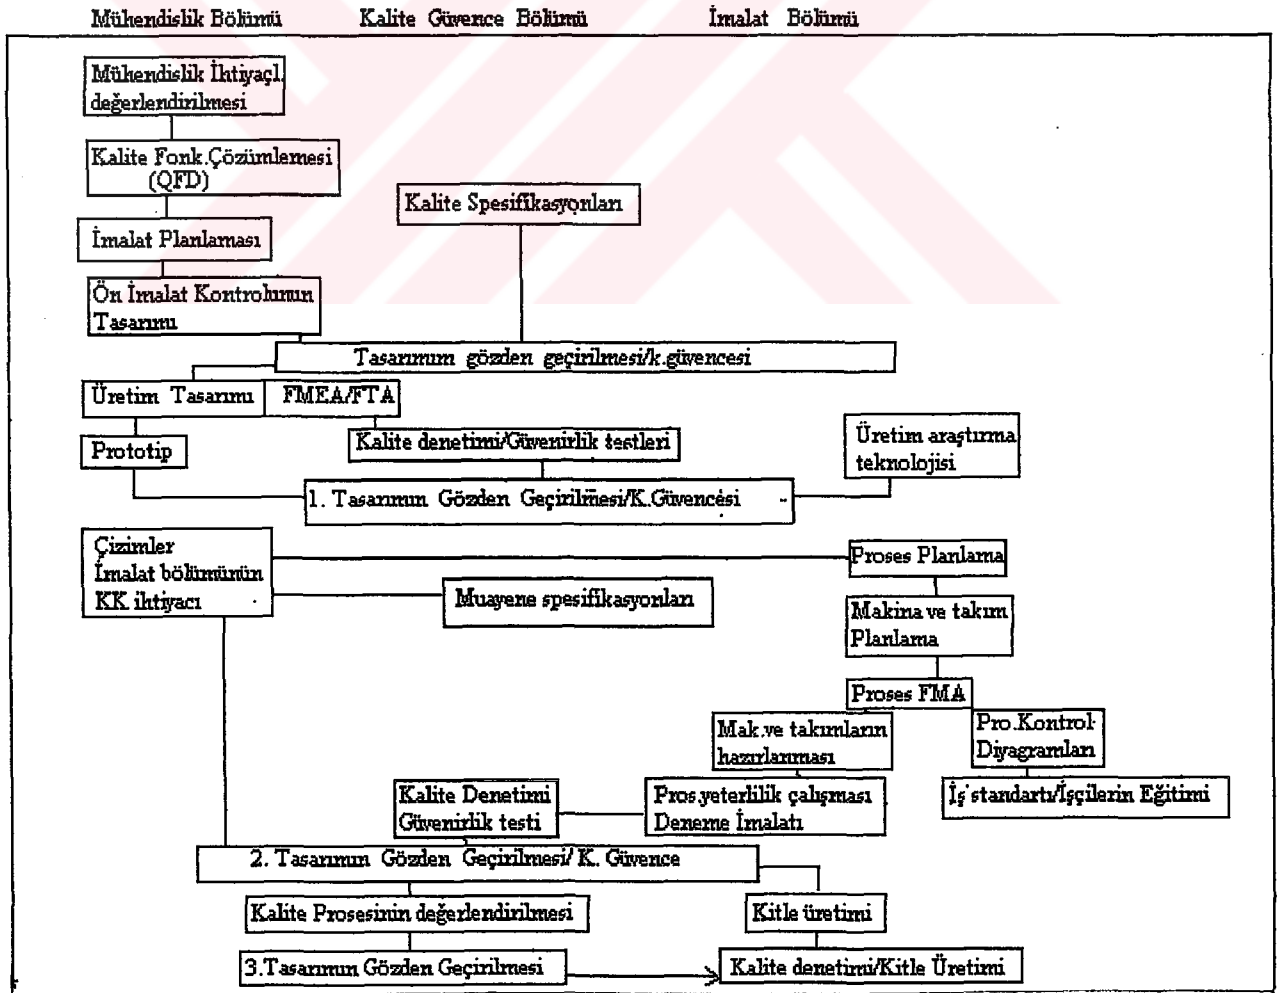 Mühendislik Bölümü Kalite Güvence Bölümü İmalat Bölümü
Mühendislik İhtiyaçl.
değerlendirilmesi
Kalite Fonk.Çözümlemesi
(QFD)
Kalite Spesifikasyonları
İmalat Planlaması
Ön İmalat Kontrolunun
Tasarımı
Tasarımım gözden geçirilmesi/k.güvencesi
Üretim Tasarımı FMEA/FTA
Prototip
Kalite denetimi/Güvenirlik testleri
Üretim araştırma
teknolojisi
1. Tasarımın Gözden Geçirilmesi/K.Güvencesi
Çizimler
İmalat bölümünün
KK ihtiyacı
Proses Planlama
Muayene spesifikasyonları
Makina ve takım
Planlama
Proses FMA
Mak.ve takımların
hazırlanması
Pro.Kontrol
Diyagramları
Kalite Denetimi
Güvenirlik testi
Pros.yeterlilik çalışması
Deneme İmalatı
İş standartı/İşçilerin Eğitimi
2. Tasarımın Gözden Geçirilmesi/ K. Güvence
Kalite Prosesinin değerlendirilmesi
Kitle üretimi
3.Tasarımın Gözden Geçirilmesi
Kalite denetimi/Kitle Üretimi